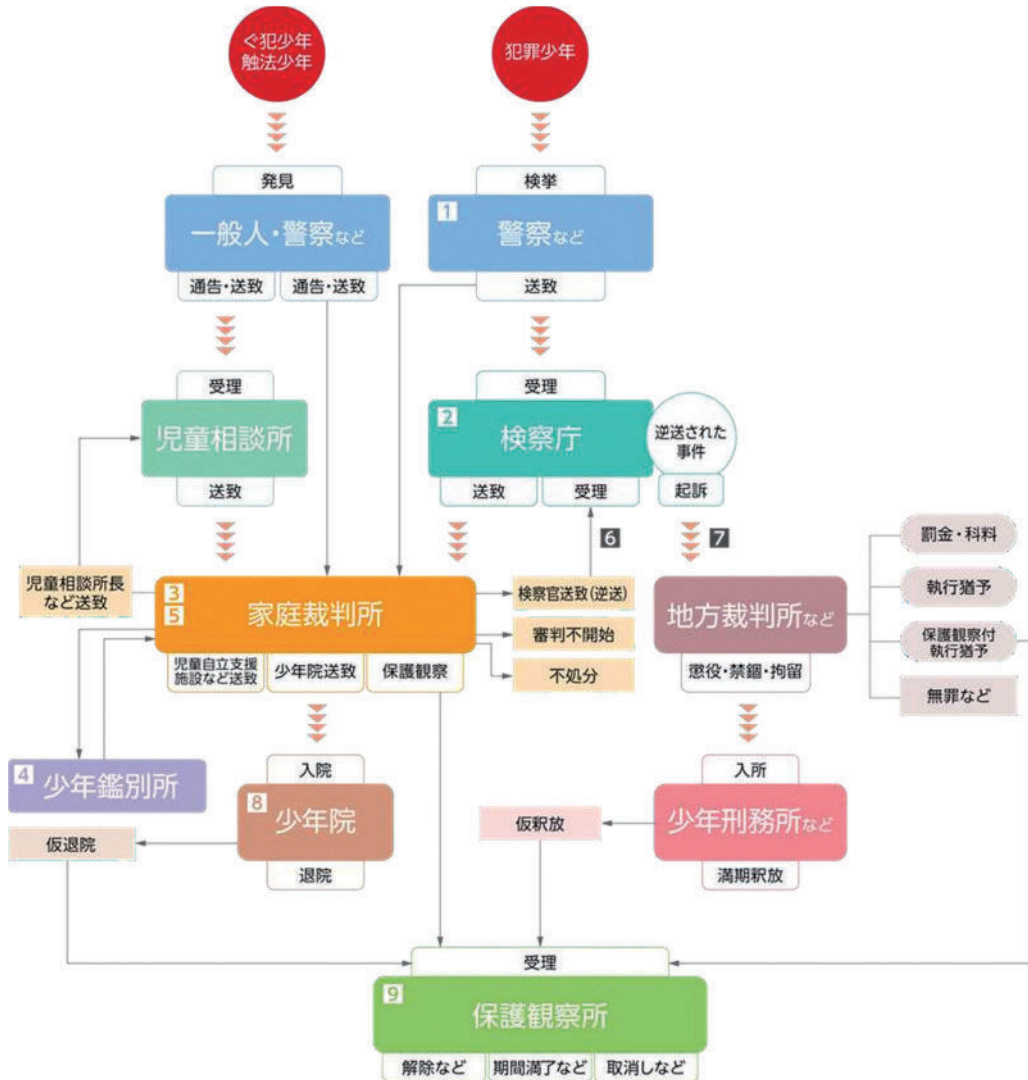 ぐ犯少年
触法少年
犯罪少年
発見
一般人・警察など
通告・送致
通告・送致
検挙
1
警察など
送致
受理
児童相談所
送致
受理
2
検察庁
逆送された
事件
送致
受理
起訴
6
7
児童相談所長
など送致
3
5
家庭裁判所
児童自立支援
施設など送致
少年院送致
保護観察
検察官送致(逆送)
審判不開始
不処分
地方裁判所など
懲役・禁錮・拘留
罰金・科料
執行猶予
保護観察付
執行猶予
無罪など
4
少年鑑別所
入院
8
少年院
退院
仮退院
入所
少年刑務所など
満期釈放
仮釈放
受理
9
保護観察所
解除など
期間満了など
取消しなど